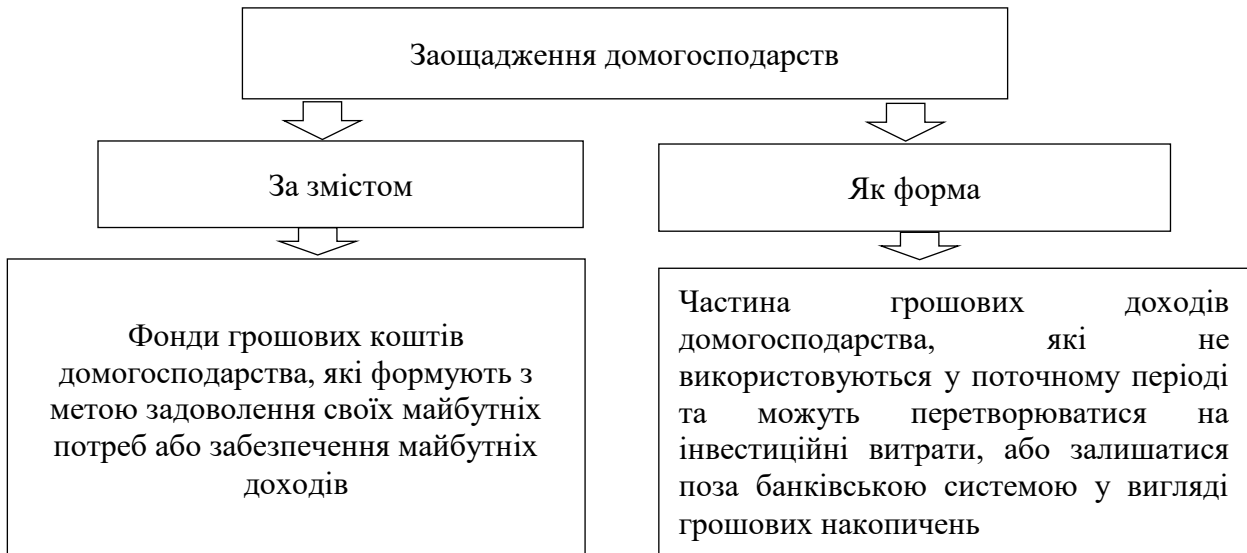 Заощадження домогосподарств
За змістом
Як форма
Фонди грошових коштів
домогосподарства, які формують з
метою задоволення своїх майбутніх
потреб або забезпечення майбутніх
доходів
Частина грошових доходів
домогосподарства, які не
використовуються у поточному періоді
та можуть перетворюватися на
інвестиційні витрати, або залишатися
поза банківською системою у вигляді
грошових накопичень